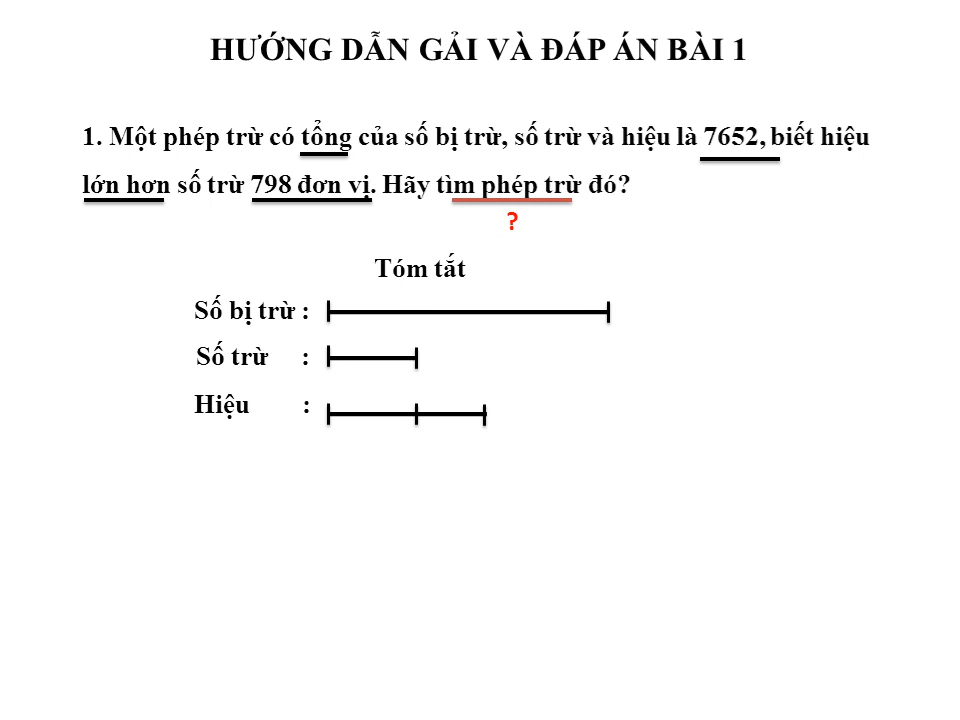 HƯỚNG DẪN GẢI VÀ ĐÁP ÁN BÀI 1
1. Một phép trừ có tổng của số bị trừ, số trừ và hiệu là 7652, biết hiệu
lớn hơn số trừ 798 đơn vị. Hãy tìm phép trừ đó?
?
Tóm tắt
Số bị trừ :
Số trừ :
Hiệu :